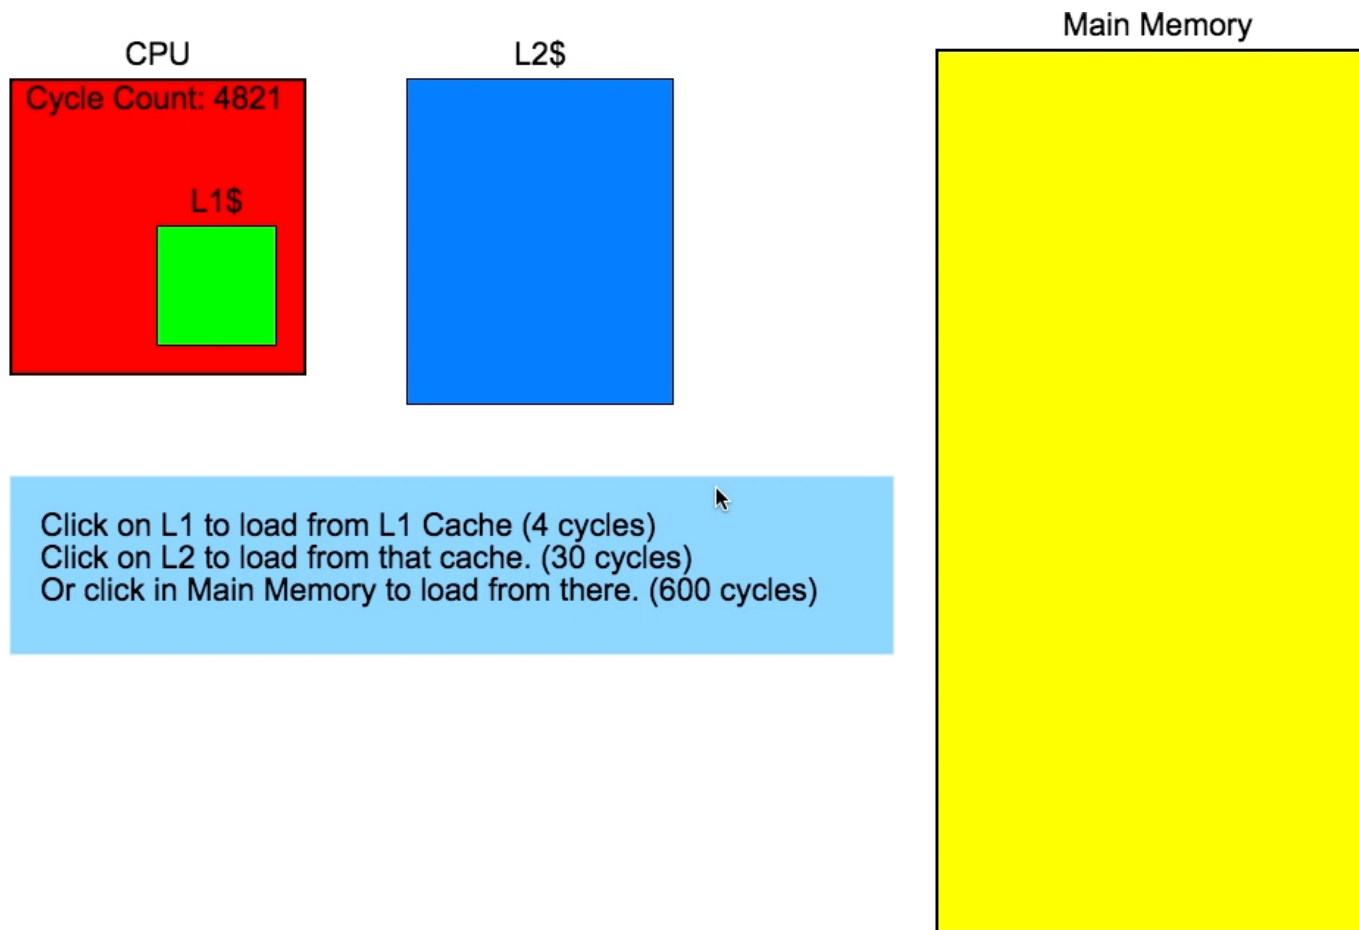 CPU
L2$
Main Memory
Cycle Count: 4821
L1$
Click on L1 to load from L1 Cache (4 cycles)
Click on L2 to load from that cache. (30 cycles)
Or click in Main Memory to load from there. (600 cycles)